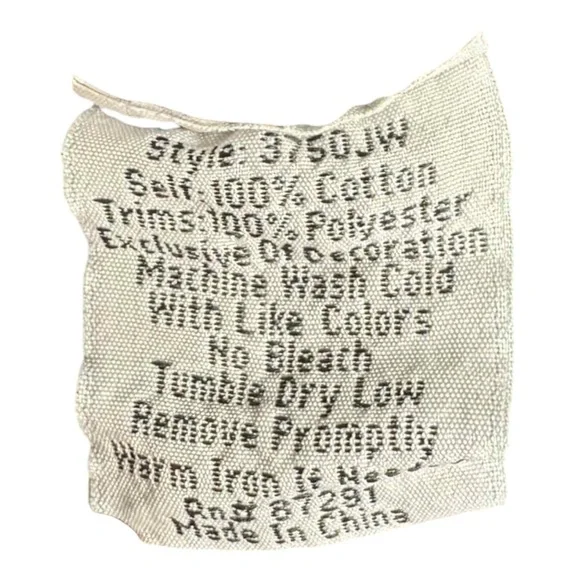 Style: 3750JW
Self:100% Cotton
Trims:100% Polyester
Exclusive Of Decoration
Machine Wash Cold
With Like Colors
No Bleach
Tumble Dry Low
Remove Promptly
Warm Iron If
Rn# 87291
Made In China